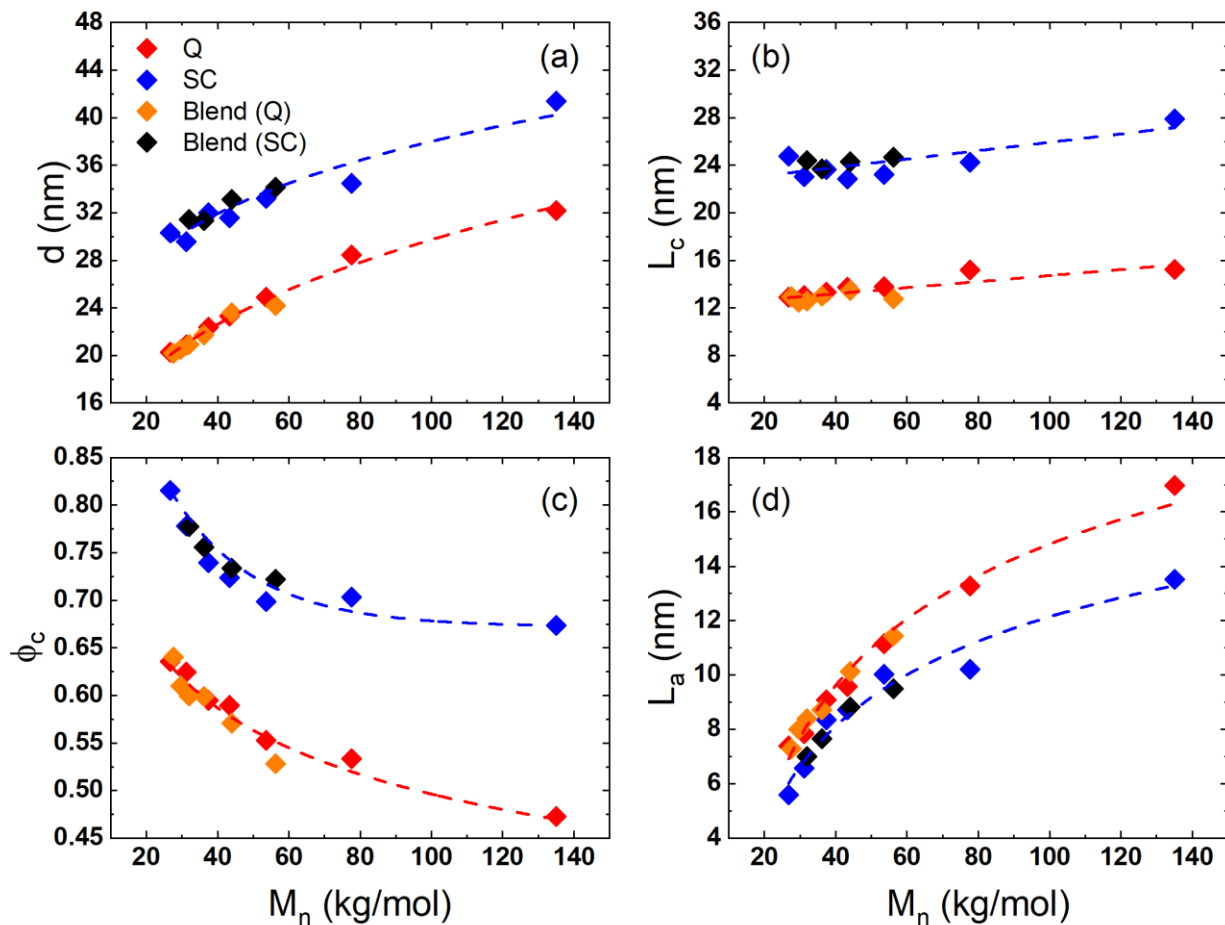 48
44
40
36
32
28
24
20
16
d (nm)
Q
SC
Blend (Q)
Blend (SC)
(a)
20 40 60 80 100 120 140
36
32
28
24
20
16
12
8
4
L_c (nm)
(b)
20 40 60 80 100 120 140
0.85
0.80
0.75
0.70
0.65
0.60
0.55
0.50
0.45
ϕ_c
(c)
20 40 60 80 100 120 140
M_n (kg/mol)
18
16
14
12
10
8
6
4
L_a (nm)
(d)
20 40 60 80 100 120 140
M_n (kg/mol)